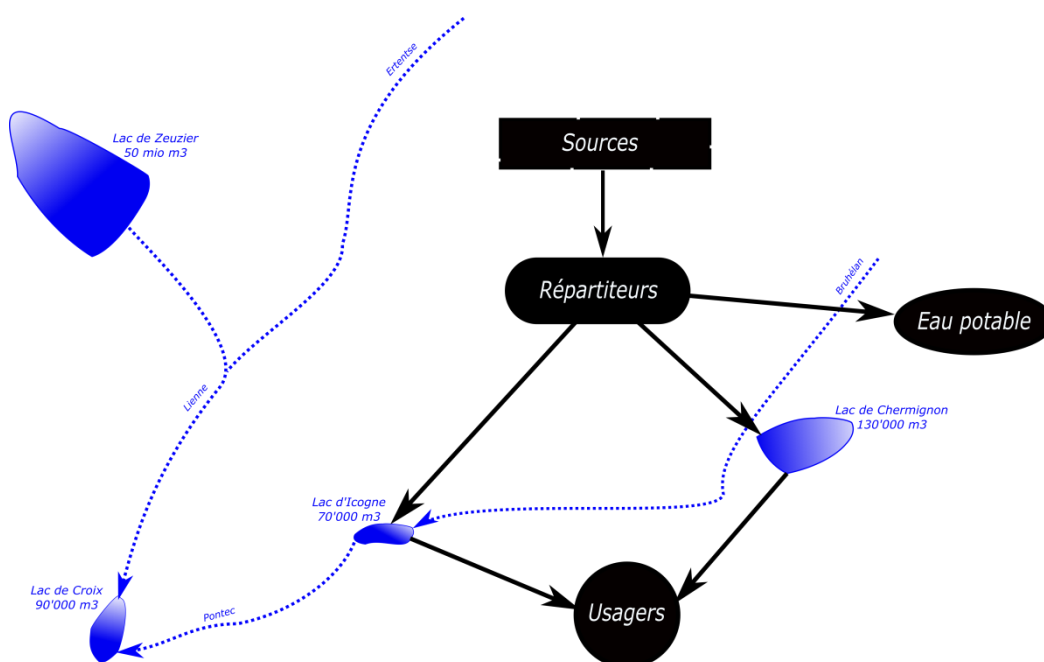 Ertentse
Lac de Zeuzier
50 mio m3
Sources
Répartiteurs
Bruhélan
Eau potable
Lienne
Lac de Chermignon
130'000 m3
Lac d'Icogne
70'000 m3
Lac de Croix
90'000 m3
Pontec
Usagers